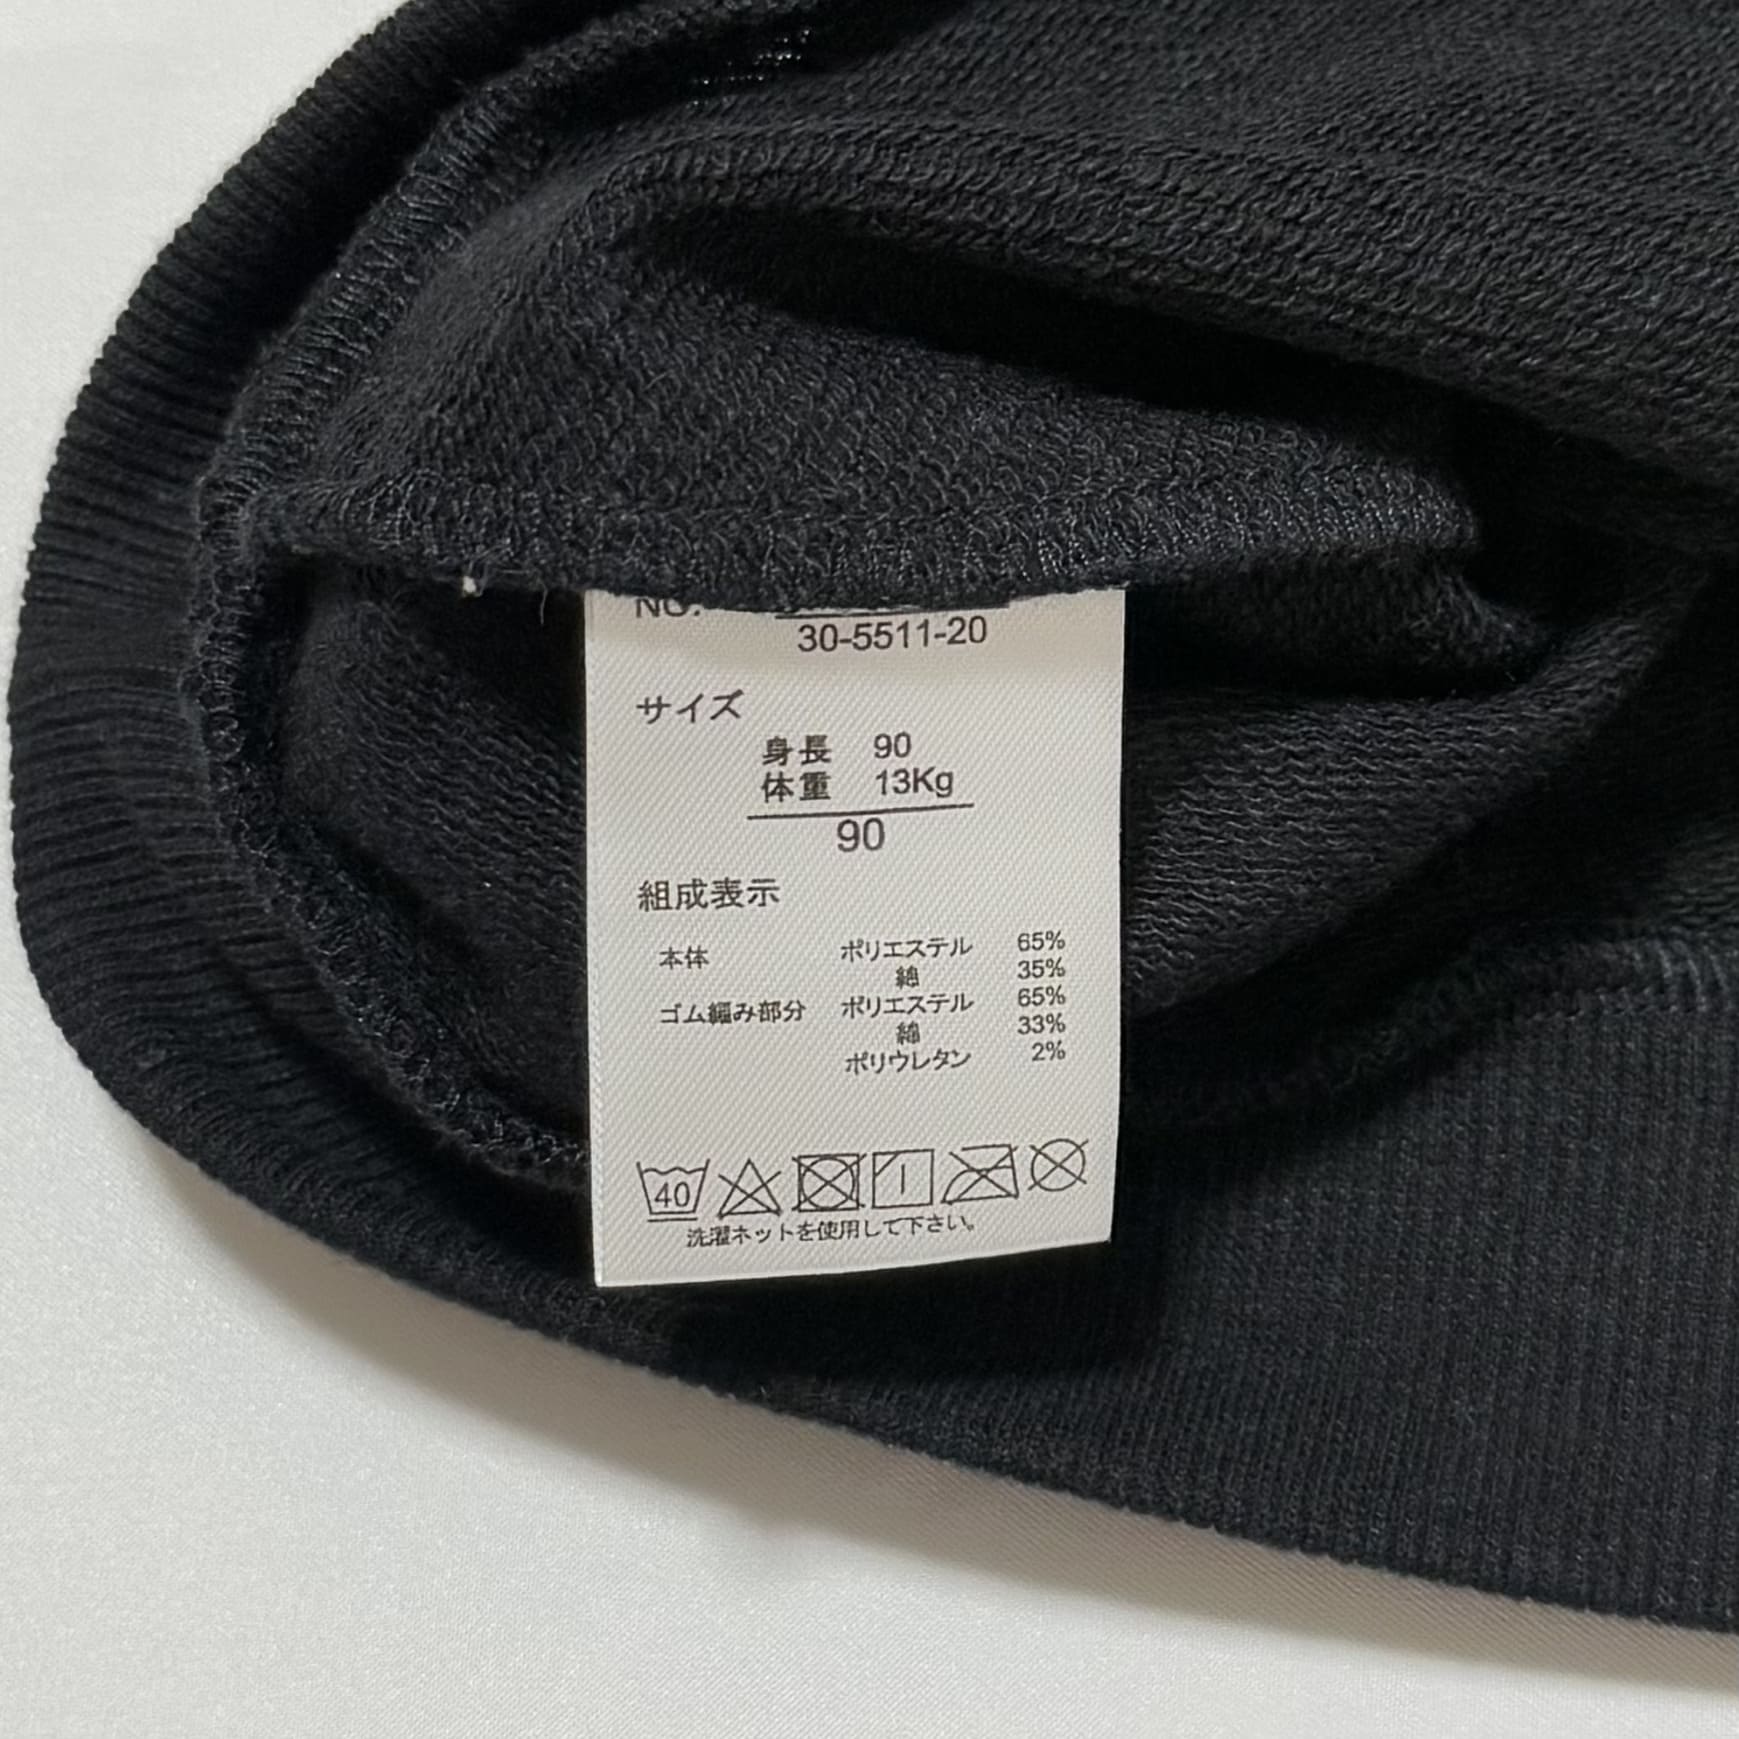 NO.
30-5511-20
サイズ
身長 90
体重 13Kg
90
組成表示
本体 ポリエステル 65%
綿 35%
ゴム編み部分 ポリエステル 65%
綿 33%
ポリウレタン 2%
40
洗濯ネットを使用して下さい。